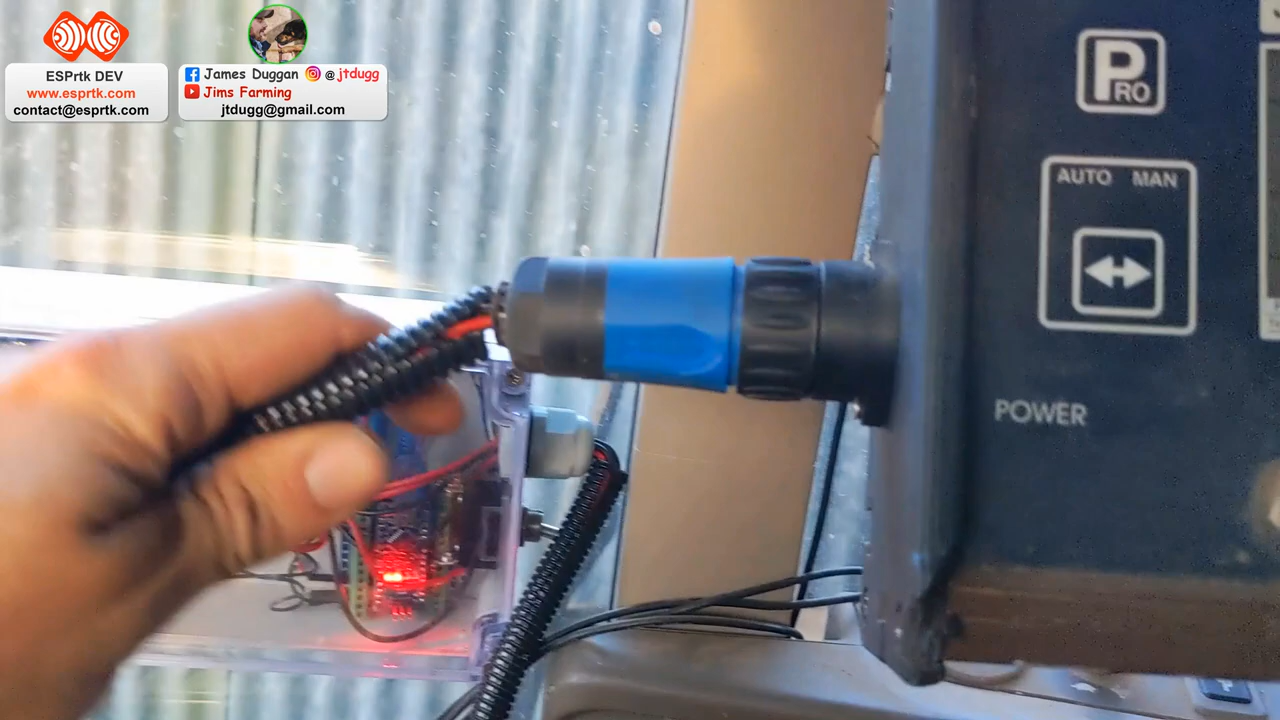 ESPrtk DEV
www.esprtk.com
contact@esprtk.com
James Duggan @jtdugg
Jims Farming
jtdugg@gmail.com
PRO
AUTO MAN
POWER